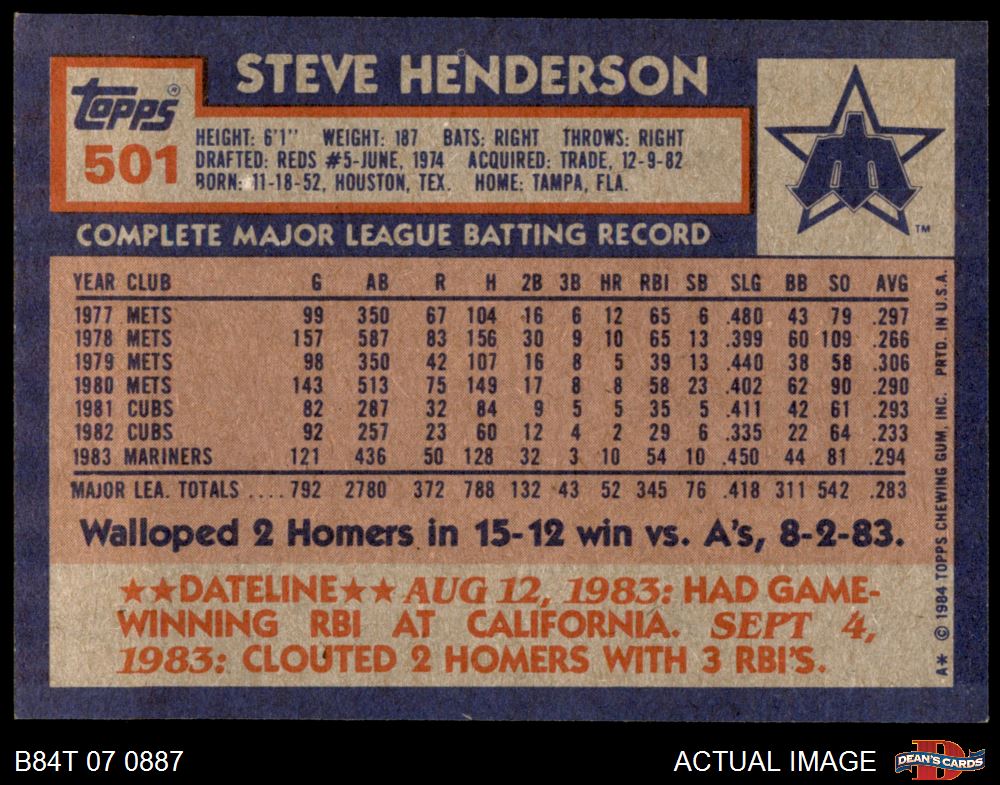 STEVE HENDERSON
topps®
501
HEIGHT: 6'1" WEIGHT: 187 BATS: RIGHT THROWS: RIGHT
DRAFTED: REDS #5-JUNE, 1974 ACQUIRED: TRADE, 12-9-82
BORN: 11-18-52, HOUSTON, TEX. HOME: TAMPA, FLA.
TM
COMPLETE MAJOR LEAGUE BATTING RECORD
YEAR CLUB G AB R H 2B 3B HR RBI SB SLG BB SO AVG
1977 METS 99 350 67 104 16 6 12 65 6 .480 43 79 .297
1978 METS 157 587 83 156 30 9 10 65 13 .399 60 109 .266
1979 METS 98 350 42 107 16 8 5 39 13 .440 38 58 .306
1980 METS 143 513 75 149 17 8 8 58 23 .402 62 90 .290
1981 CUBS 82 287 32 84 9 5 5 35 5 .411 42 61 .293
1982 CUBS 92 257 23 60 12 4 2 29 6 .335 22 64 .233
1983 MARINERS 121 436 50 128 32 3 10 54 10 .450 44 81 .294
MAJOR LEA. TOTALS .... 792 2780 372 788 132 43 52 345 76 .418 311 542 .283
Walloped 2 Homers in 15-12 win vs. A's, 8-2-83.
★★DATELINE★★ AUG 12, 1983: HAD GAME-
WINNING RBI AT CALIFORNIA. SEPT 4,
1983: CLOUTED 2 HOMERS WITH 3 RBI'S.
A* © 1984 TOPPS CHEWING GUM, INC. PRTD. IN U.S.A.
B84T 07 0887
ACTUAL IMAGE
D
DEAN'S CARDS